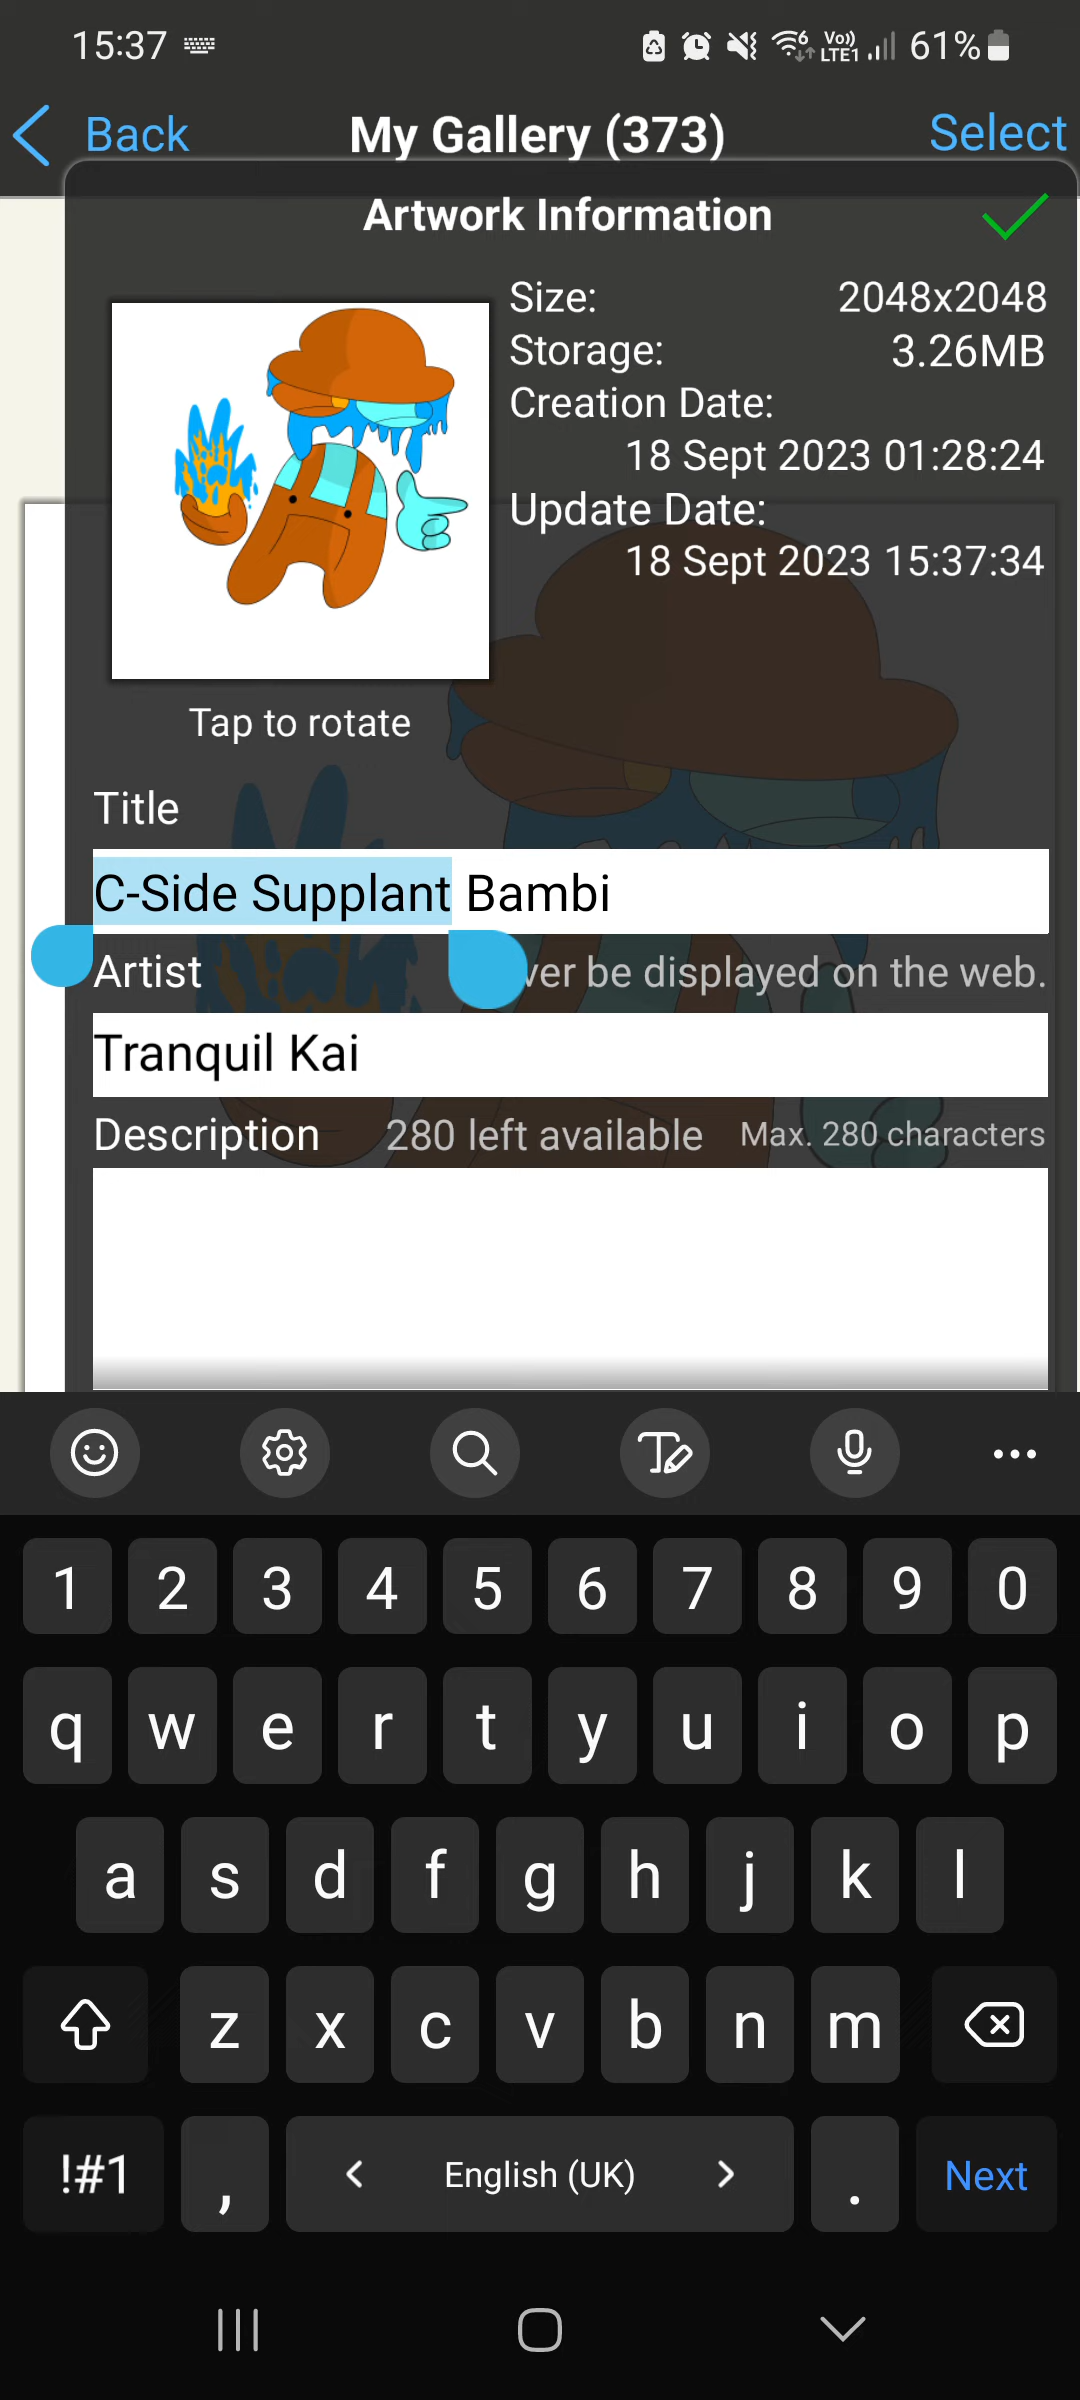 15:37 Vo)) LTE1 6 61%
Back My Gallery (373) Select
Artwork Information
Size: 2048x2048
Storage: 3.26MB
Creation Date:
18 Sept 2023 01:28:24
Update Date:
18 Sept 2023 15:37:34
Tap to rotate
Title
C-Side Supplant Bambi
Artist ver be displayed on the web.
Tranquil Kai
Description 280 left available Max. 280 characters
1 2 3 4 5 6 7 8 9 0
q w e r t y u i o p
a s d f g h j k l
z x c v b n m
!#1 , < English (UK) > . Next